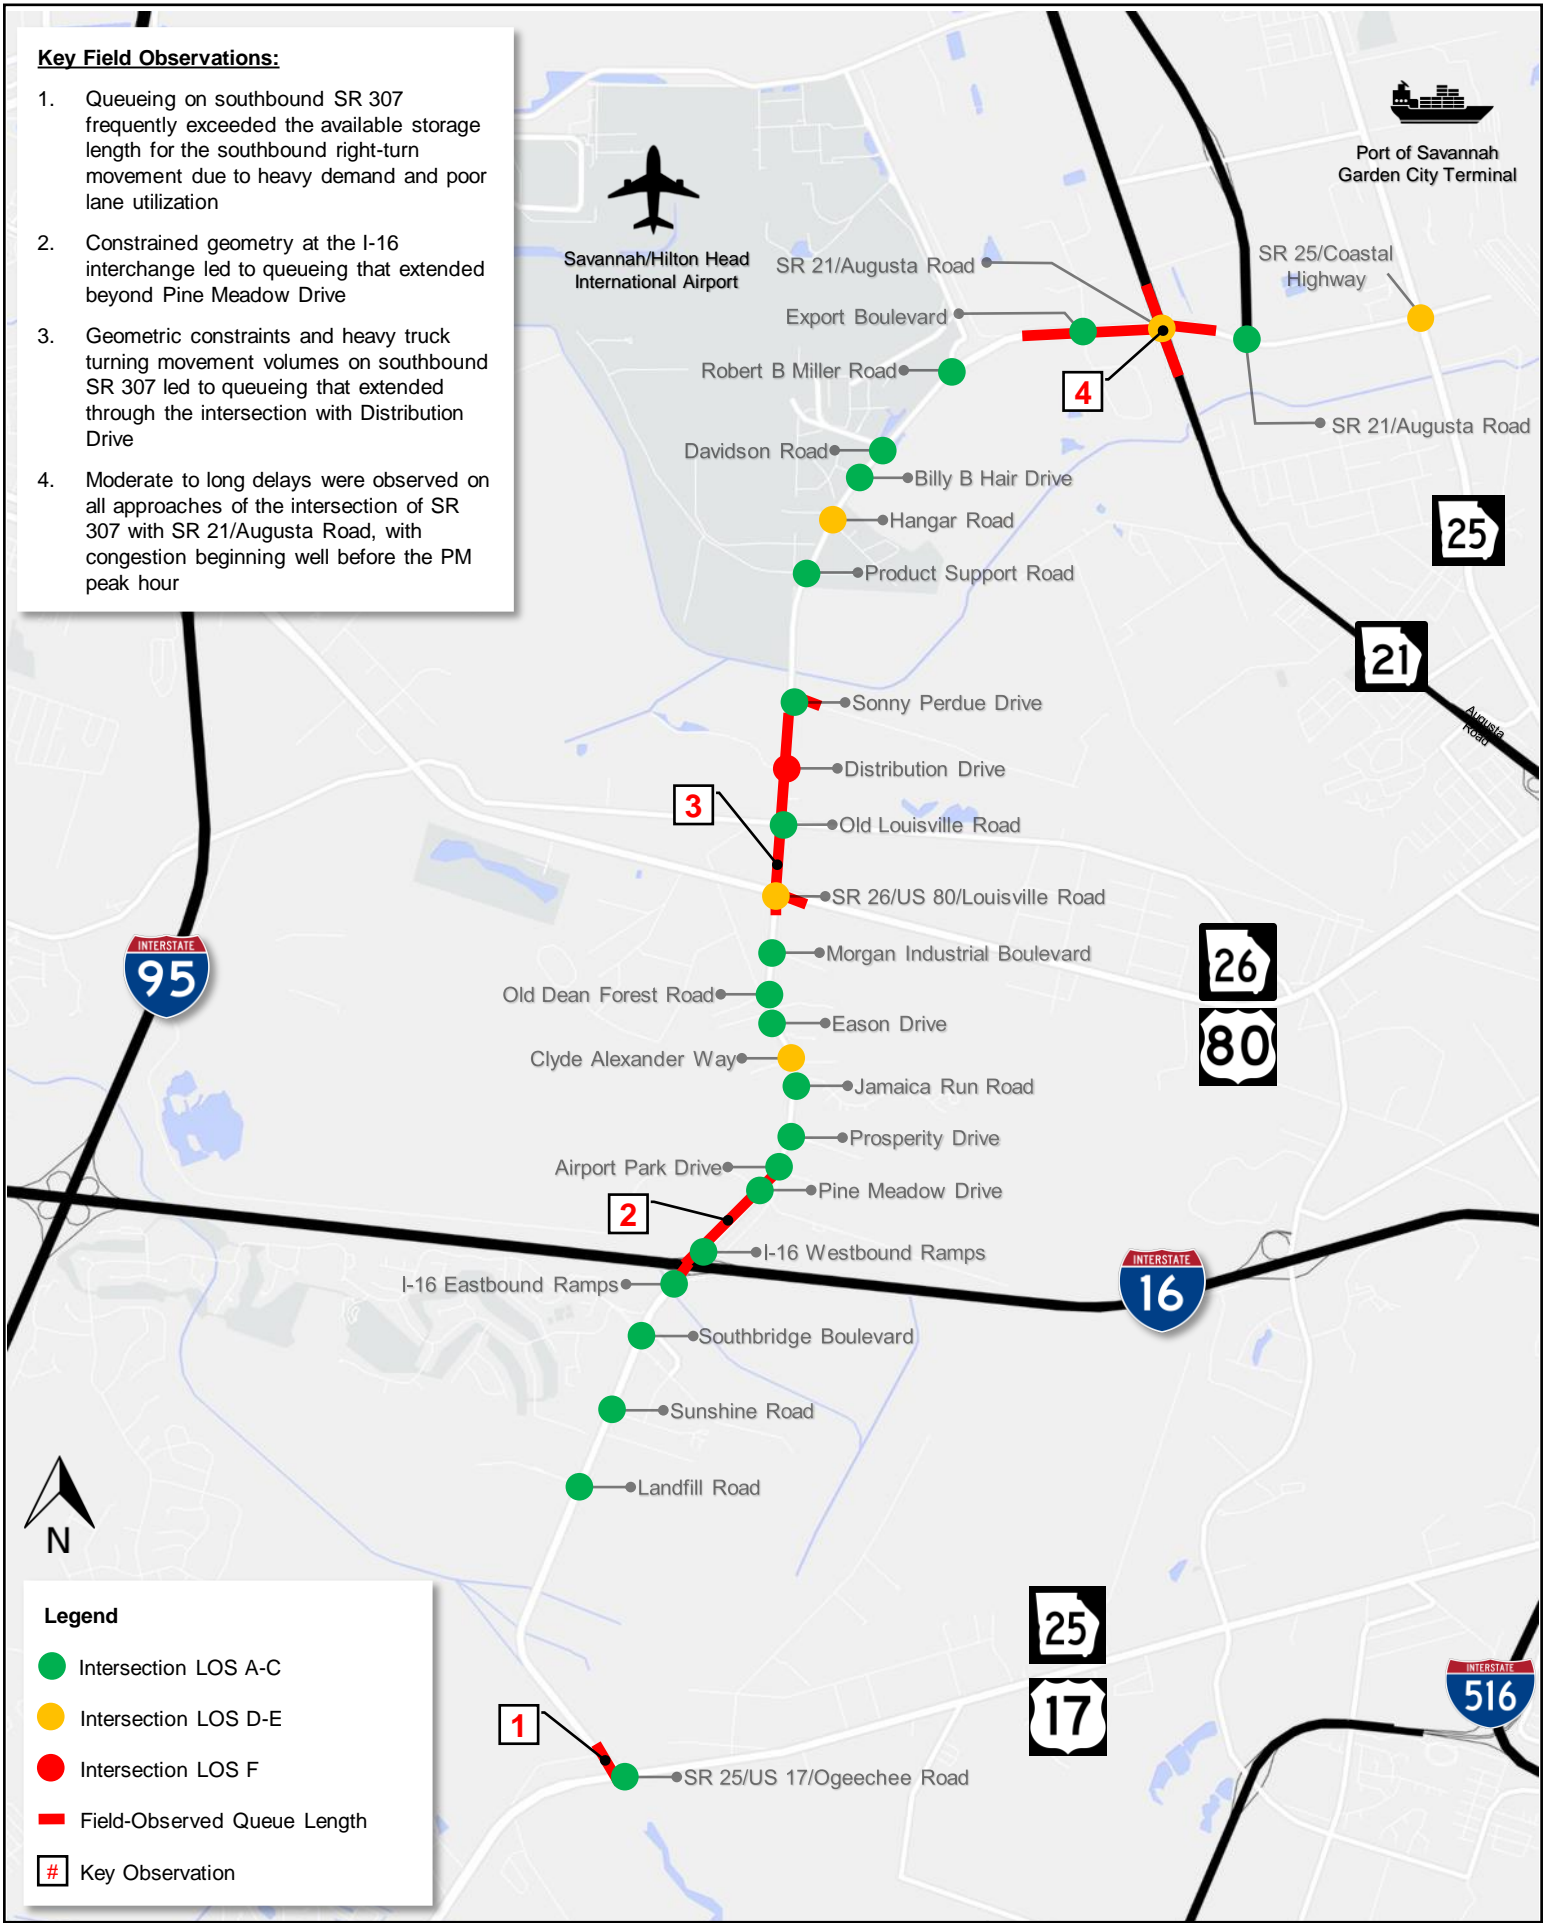 Key Field Observations:
1. Queueing on southbound SR 307
frequently exceeded the available storage
length for the southbound right-turn
movement due to heavy demand and poor
lane utilization
2. Constrained geometry at the I-16
interchange led to queueing that extended
beyond Pine Meadow Drive
3. Geometric constraints and heavy truck
turning movement volumes on southbound
SR 307 led to queueing that extended
through the intersection with Distribution
Drive
4. Moderate to long delays were observed on
all approaches of the intersection of SR
307 with SR 21/Augusta Road, with
congestion beginning well before the PM
peak hour
Port of Savannah
Garden City Terminal
Savannah/Hilton Head
International Airport
SR 21/Augusta Road
SR 25/Coastal
Highway
Export Boulevard
Robert B Miller Road
4
SR 21/Augusta Road
Davidson Road
Billy B Hair Drive
Hangar Road
25
Product Support Road
21
Augusta
Road
Sonny Perdue Drive
Distribution Drive
3
Old Louisville Road
SR 26/US 80/Louisville Road
Morgan Industrial Boulevard
INTERSTATE
95
26
Old Dean Forest Road
Eason Drive
80
Clyde Alexander Way
Jamaica Run Road
Prosperity Drive
Airport Park Drive
Pine Meadow Drive
2
I-16 Westbound Ramps
INTERSTATE
16
I-16 Eastbound Ramps
Southbridge Boulevard
Sunshine Road
Landfill Road
N
25
17
INTERSTATE
516
1
SR 25/US 17/Ogeechee Road
Legend
Intersection LOS A-C
Intersection LOS D-E
Intersection LOS F
Field-Observed Queue Length
# Key Observation